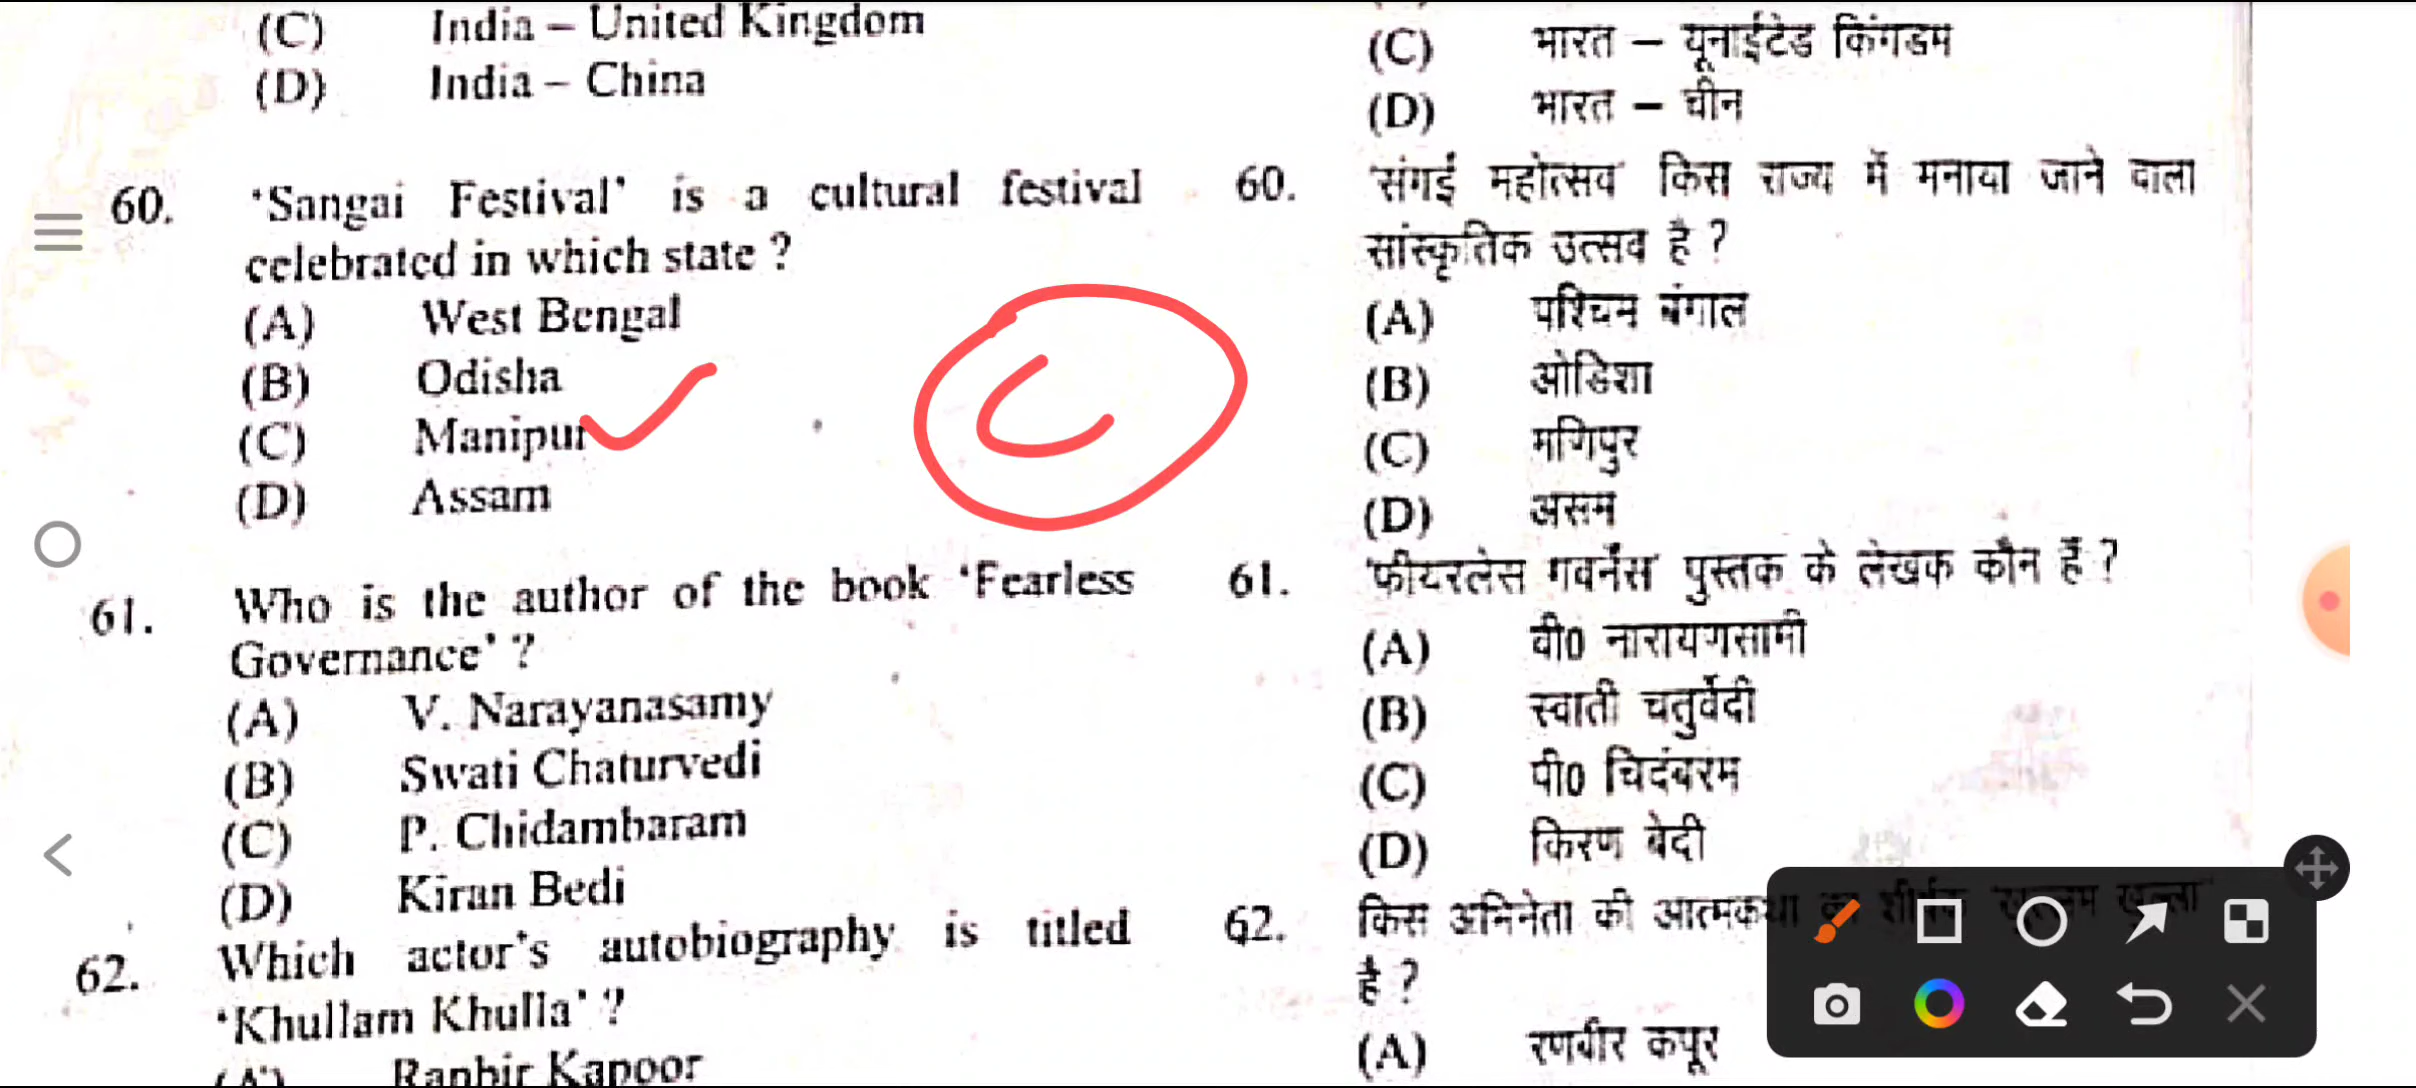 (C) India – United Kingdom
(D) India – China
60. ‘Sangai Festival’ is a cultural festival
celebrated in which state ?
(A) West Bengal
(B) Odisha
(C) Manipur
(D) Assam
C
61. Who is the author of the book ‘Fearless
Governance’ ?
(A) V. Narayanasamy
(B) Swati Chaturvedi
(C) P. Chidambaram
(D) Kiran Bedi
62. Which actor’s autobiography is titled
‘Khullam Khulla’ ?
(A) Ranbir Kapoor
(C) भारत – यूनाईटेड किंगडम
(D) भारत – चीन
60. ‘संगई महोत्सव’ किस राज्य में मनाया जाने वाला
सांस्कृतिक उत्सव है ?
(A) पश्चिम बंगाल
(B) ओडिशा
(C) मणिपुर
(D) असम
61. ‘फीयरलेस गवर्नेंस’ पुस्तक के लेखक कौन हैं ?
(A) वी0 नारायणसामी
(B) स्वाती चतुर्वेदी
(C) पी0 चिदंबरम
(D) किरण बेदी
62. किस अभिनेता की आत्मकथा का शीर्षक ‘खुल्लम खुल्ला’
है ?
(A) रणबीर कपूर